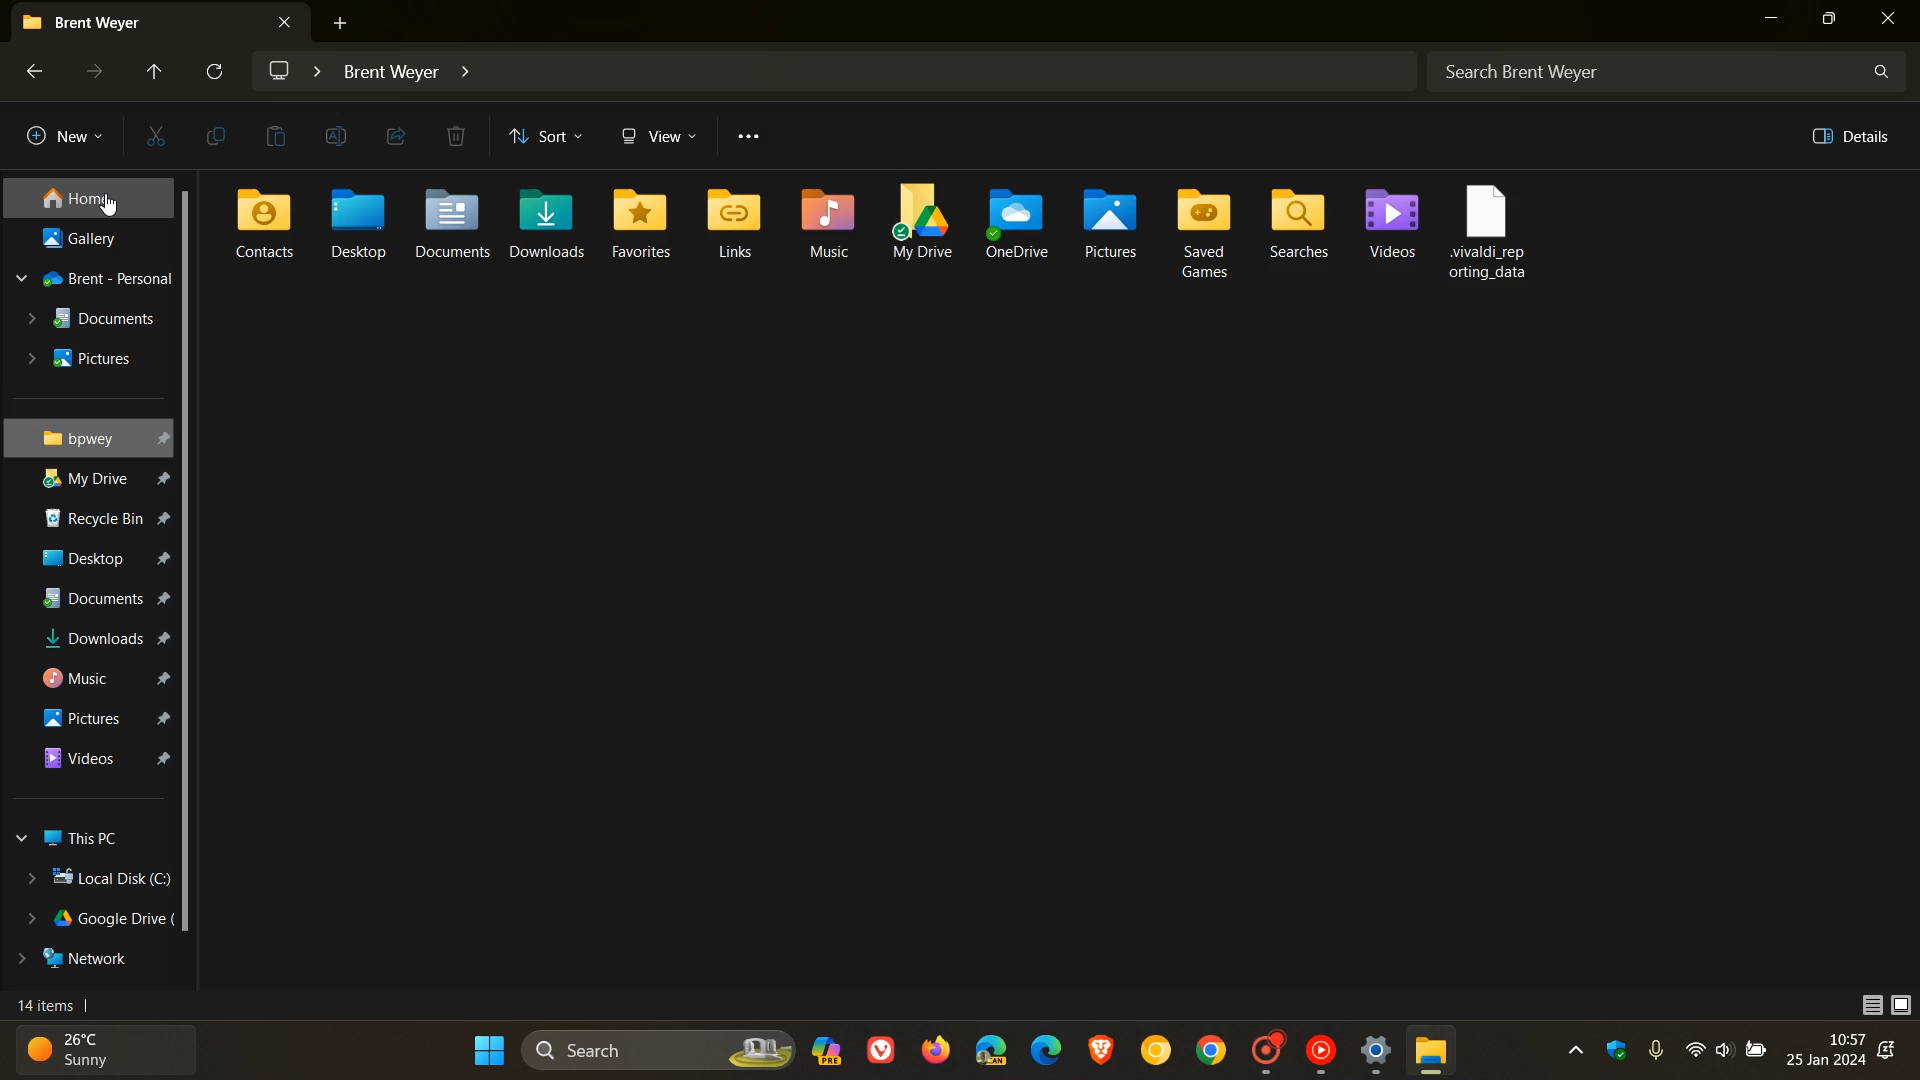 Brent Weyer
Brent Weyer
Search Brent Weyer
New
Sort
View
Details
Home
Gallery
Brent - Personal
Documents
Pictures
bpwey
My Drive
Recycle Bin
Desktop
Documents
Downloads
Music
Pictures
Videos
This PC
Local Disk (C:)
Google Drive (
Network
Contacts
Desktop
Documents
Downloads
Favorites
Links
Music
My Drive
OneDrive
Pictures
Saved
Games
Searches
Videos
.vivaldi_rep
orting_data
14 items
26°C
Sunny
Search
PRE
CAN
10:57
25 Jan 2024